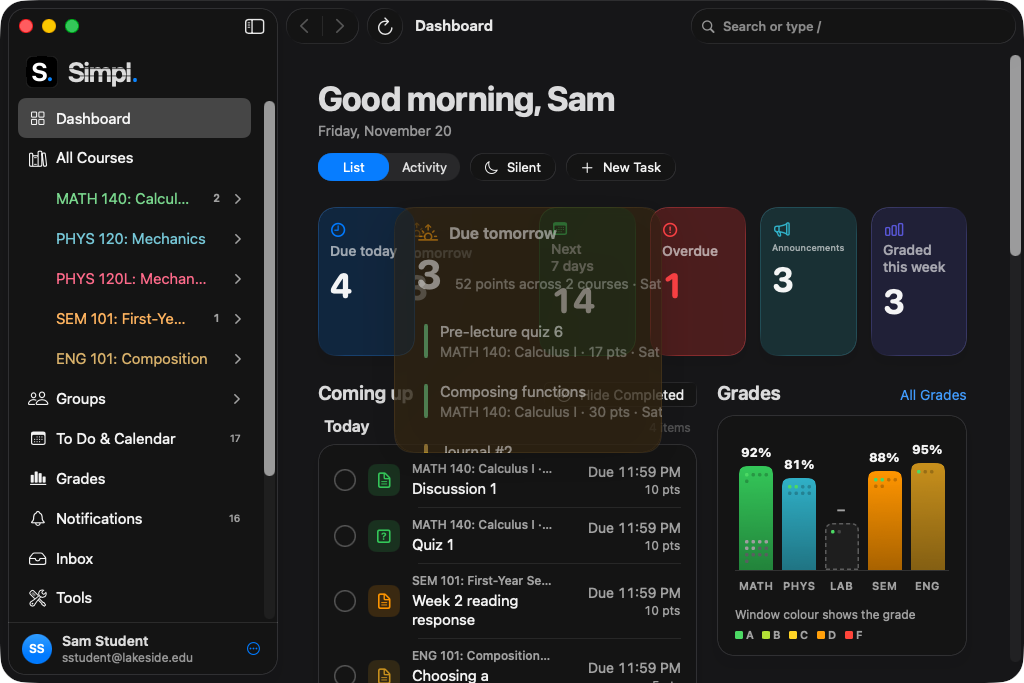 Dashboard
Search or type /
S.
Simpl.
Dashboard
All Courses
MATH 140: Calcul... 2
PHYS 120: Mechanics
PHYS 120L: Mechan...
SEM 101: First-Ye... 1
ENG 101: Composition
Groups
To Do & Calendar 17
Grades
Notifications 16
Inbox
Tools
SS
Sam Student
sstudent@lakeside.edu
Good morning, Sam
Friday, November 20
List
Activity
Silent
New Task
Due today
4
Due tomorrow
3
52 points across 2 courses · Sat
Pre-lecture quiz 6
MATH 140: Calculus I · 17 pts · Sat
Composing functions
MATH 140: Calculus I · 30 pts · Sat
Journal #2
omorrow
3
Next
7 days
14
Overdue
1
Announcements
3
Graded
this week
3
Coming up
Hide Completed
Today
4 items
MATH 140: Calculus I ·...
Discussion 1
Due 11:59 PM
10 pts
MATH 140: Calculus I ·...
Quiz 1
Due 11:59 PM
10 pts
SEM 101: First-Year Se...
Week 2 reading
response
Due 11:59 PM
10 pts
ENG 101: Composition...
Choosing a
Due 11:59 PM
Grades
All Grades
92%
81%
–
88%
95%
MATH
PHYS
LAB
SEM
ENG
Window colour shows the grade
A
B
C
D
F